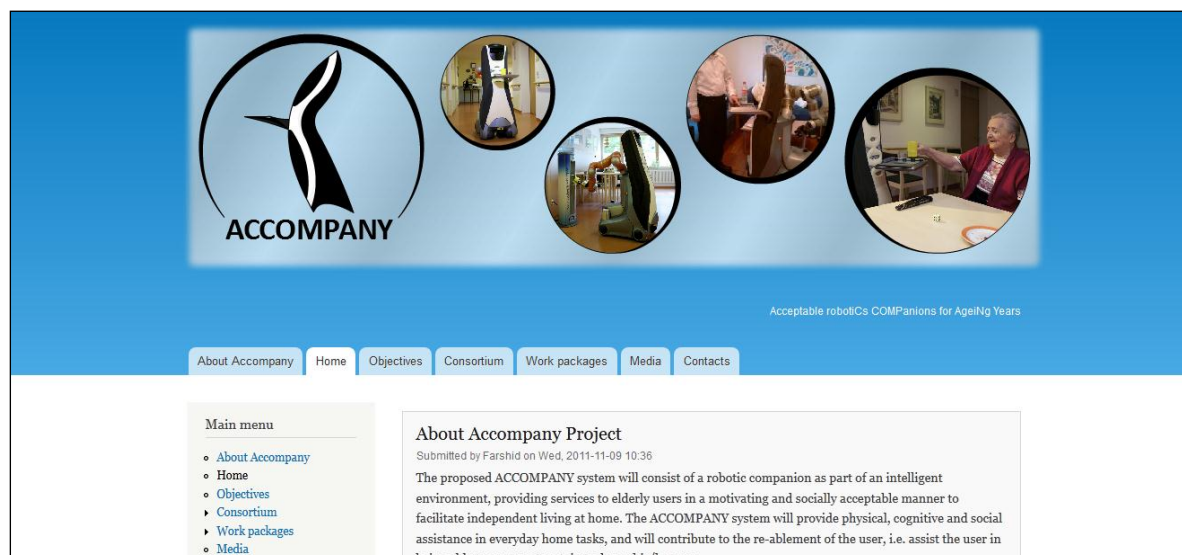 ACCOMPANY
Acceptable robotiCs COMPanions for AgeiNg Years
About Accompany Home Objectives Consortium Work packages Media Contacts
Main menu
About Accompany
Home
Objectives
Consortium
Work packages
Media
About Accompany Project
Submitted by Farshid on Wed, 2011-11-09 10:36
The proposed ACCOMPANY system will consist of a robotic companion as part of an intelligent
environment, providing services to elderly users in a motivating and socially acceptable manner to
facilitate independent living at home. The ACCOMPANY system will provide physical, cognitive and social
assistance in everyday home tasks, and will contribute to the re-ablement of the user, i.e. assist the user in